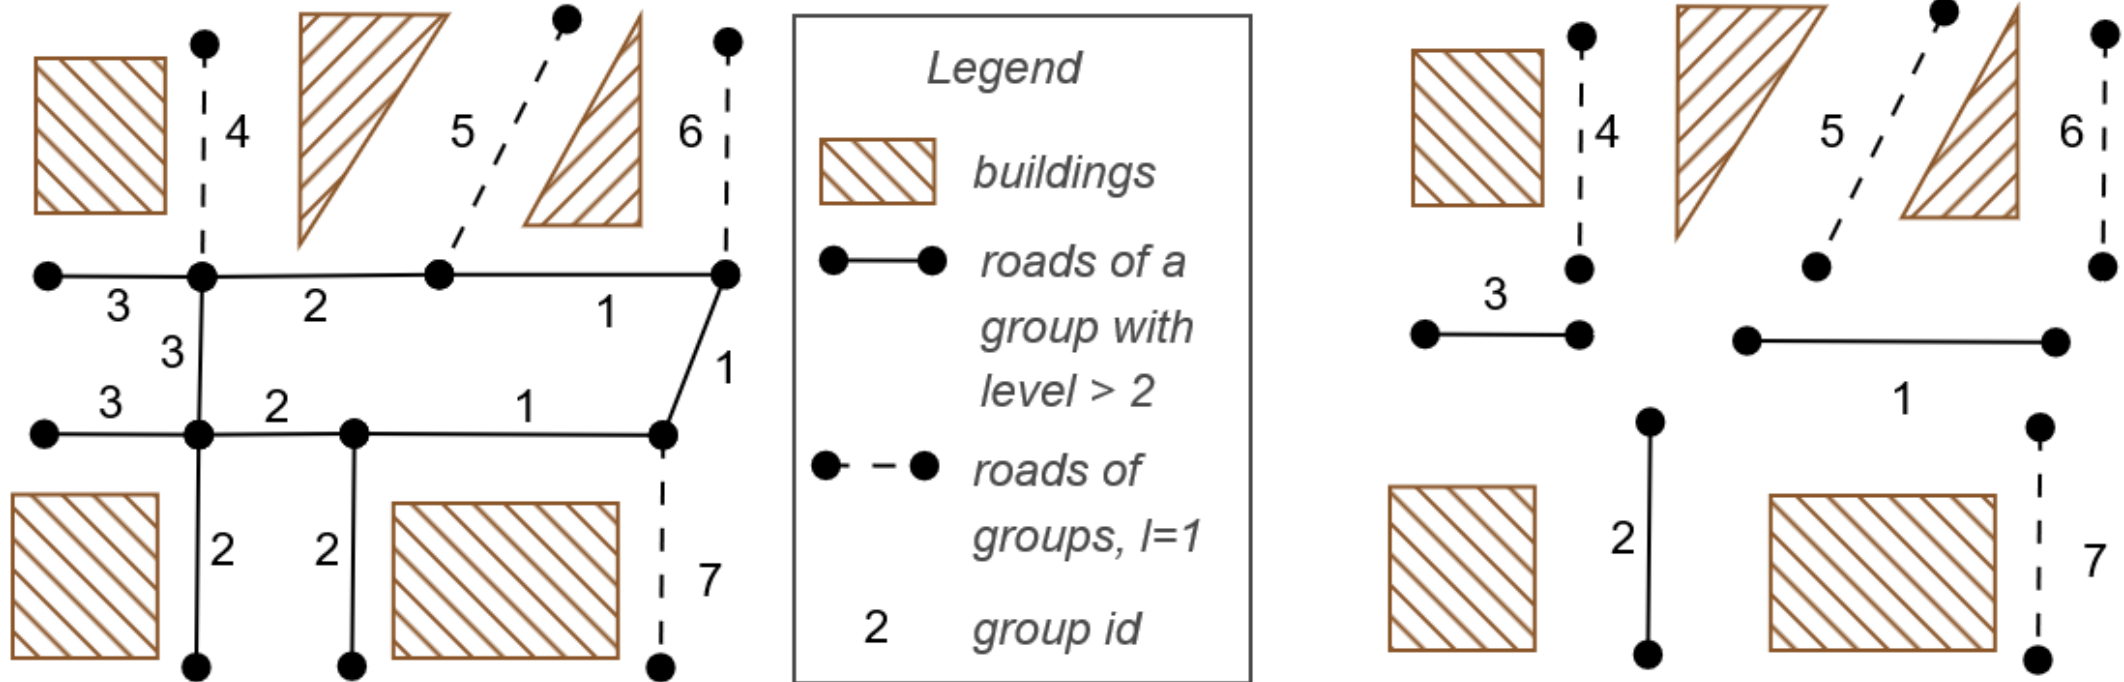 4
5
6
3
2
1
3
1
3
2
1
2
2
7
Legend
buildings
roads of a
group with
level > 2
roads of
groups, l=1
2 group id
4
5
6
3
1
2
7